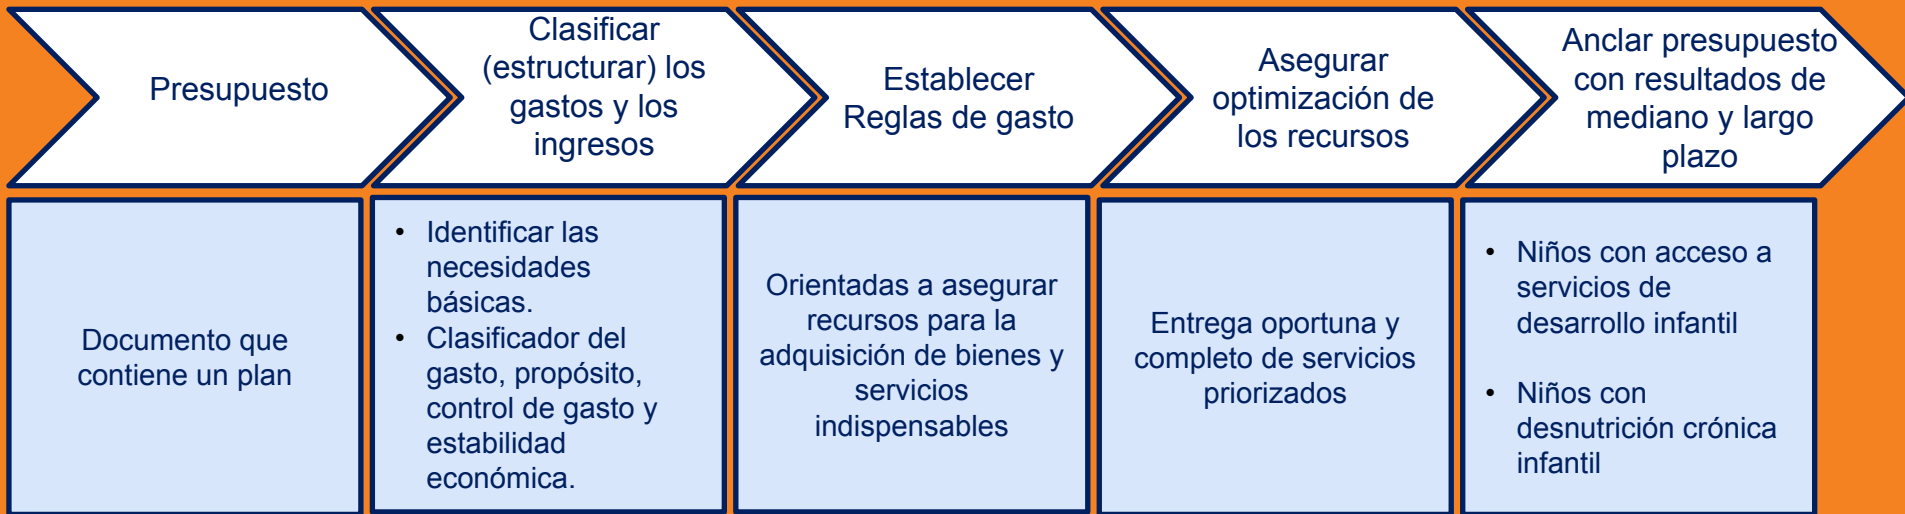 Presupuesto
Clasificar
(estructurar) los
gastos y los
ingresos
Establecer
Reglas de gasto
Asegurar
optimización de
los recursos
Anclar presupuesto
con resultados de
mediano y largo
plazo
Documento que
contiene un plan
• Identificar las
necesidades
básicas.
• Clasificador del
gasto, propósito,
control de gasto y
estabilidad
económica.
Orientadas a asegurar
recursos para la
adquisición de bienes y
servicios
indispensables
Entrega oportuna y
completo de servicios
priorizados
• Niños con acceso a
servicios de
desarrollo infantil
• Niños con
desnutrición crónica
infantil